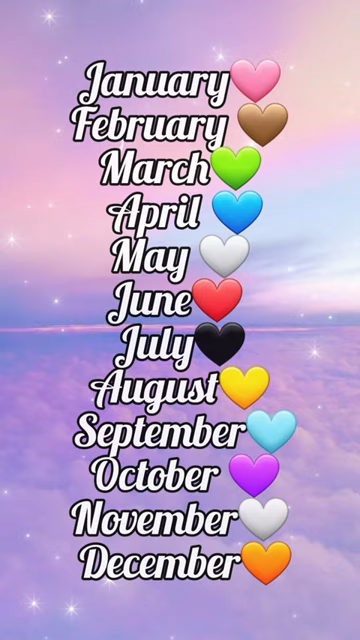 January🩷
February 🤎
March💚
April 💙
May 🤍
June❤️
July🖤
August💛
September🩵
October 💜
November🤍
December🧡